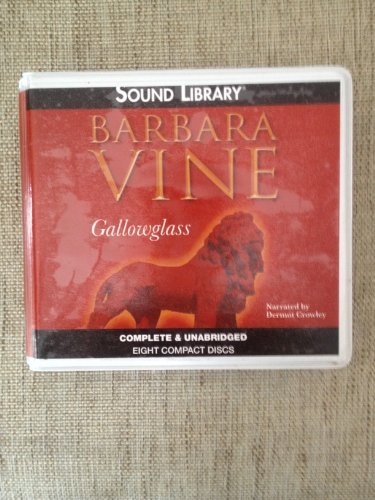 SOUND LIBRARY
BARBARA
VINE
Gallowglass
Narrated by
Dermot Crowley
COMPLETE & UNABRIDGED
EIGHT COMPACT DISCS